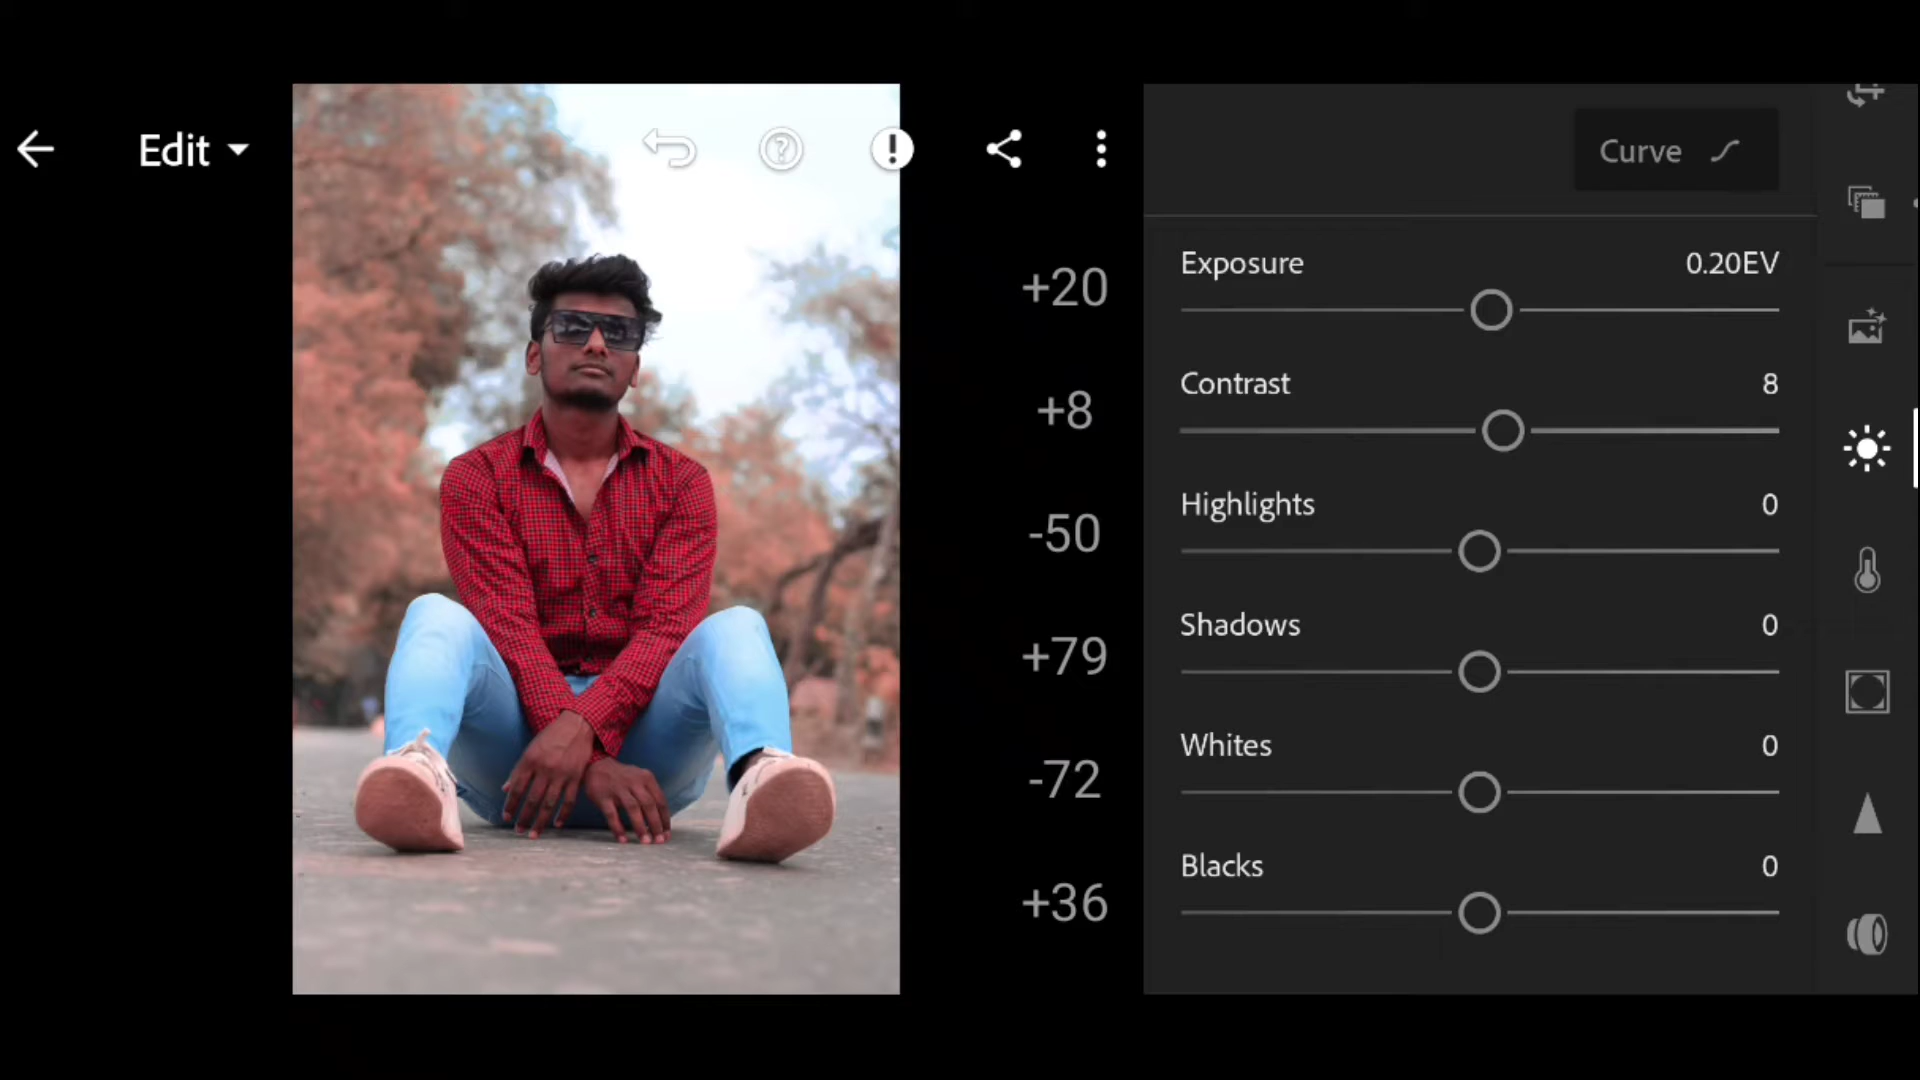 Edit
Curve
+20
Exposure 0.20EV
+8
Contrast 8
-50
Highlights 0
+79
Shadows 0
-72
Whites 0
+36
Blacks 0